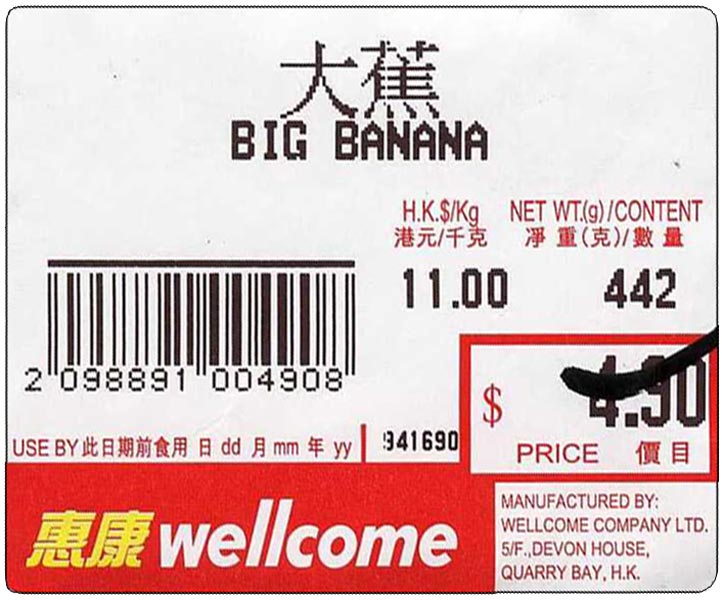 大蕉
BIG BANANA
H.K.$/Kg NET WT.(g)/CONTENT
港元/千克 淨 重(克)/數 量
11.00 442
2 098891 004908
$ 4.90
PRICE 價目
USE BY 此日期前食用 日 dd 月 mm 年 yy
941690
惠康 wellcome
MANUFACTURED BY:
WELLCOME COMPANY LTD.
5/F.,DEVON HOUSE,
QUARRY BAY, H.K.